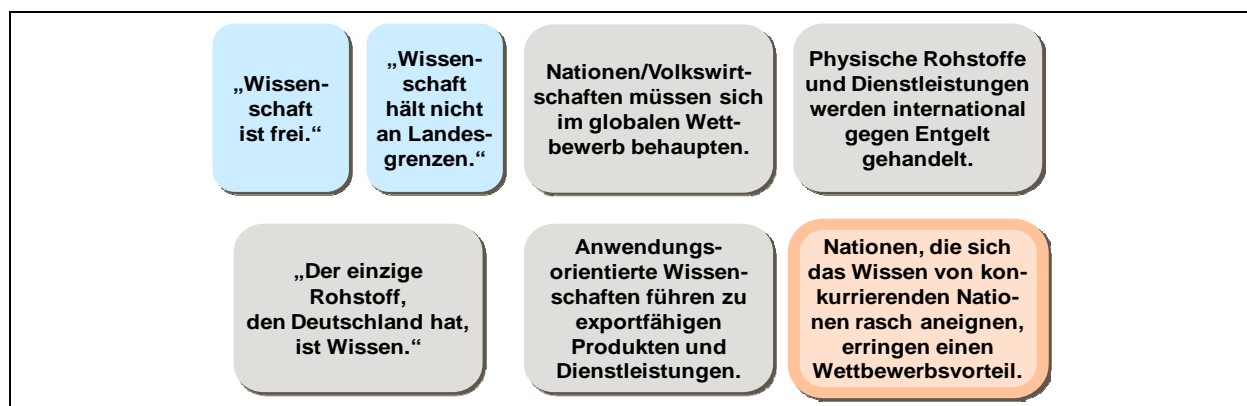 „Wissen-
schaft
ist frei.“
„Wissen-
schaft
hält nicht
an Landes-
grenzen.“
Nationen/Volkswirt-
schaften müssen sich
im globalen Wett-
bewerb behaupten.
Physische Rohstoffe
und Dienstleistungen
werden international
gegen Entgelt
gehandelt.
„Der einzige
Rohstoff,
den Deutschland hat,
ist Wissen.“
Anwendungs-
orientierte Wissen-
schaften führen zu
exportfähigen
Produkten und
Dienstleistungen.
Nationen, die sich
das Wissen von kon-
kurrierenden Natio-
nen rasch aneignen,
erringen einen
Wettbewerbsvorteil.